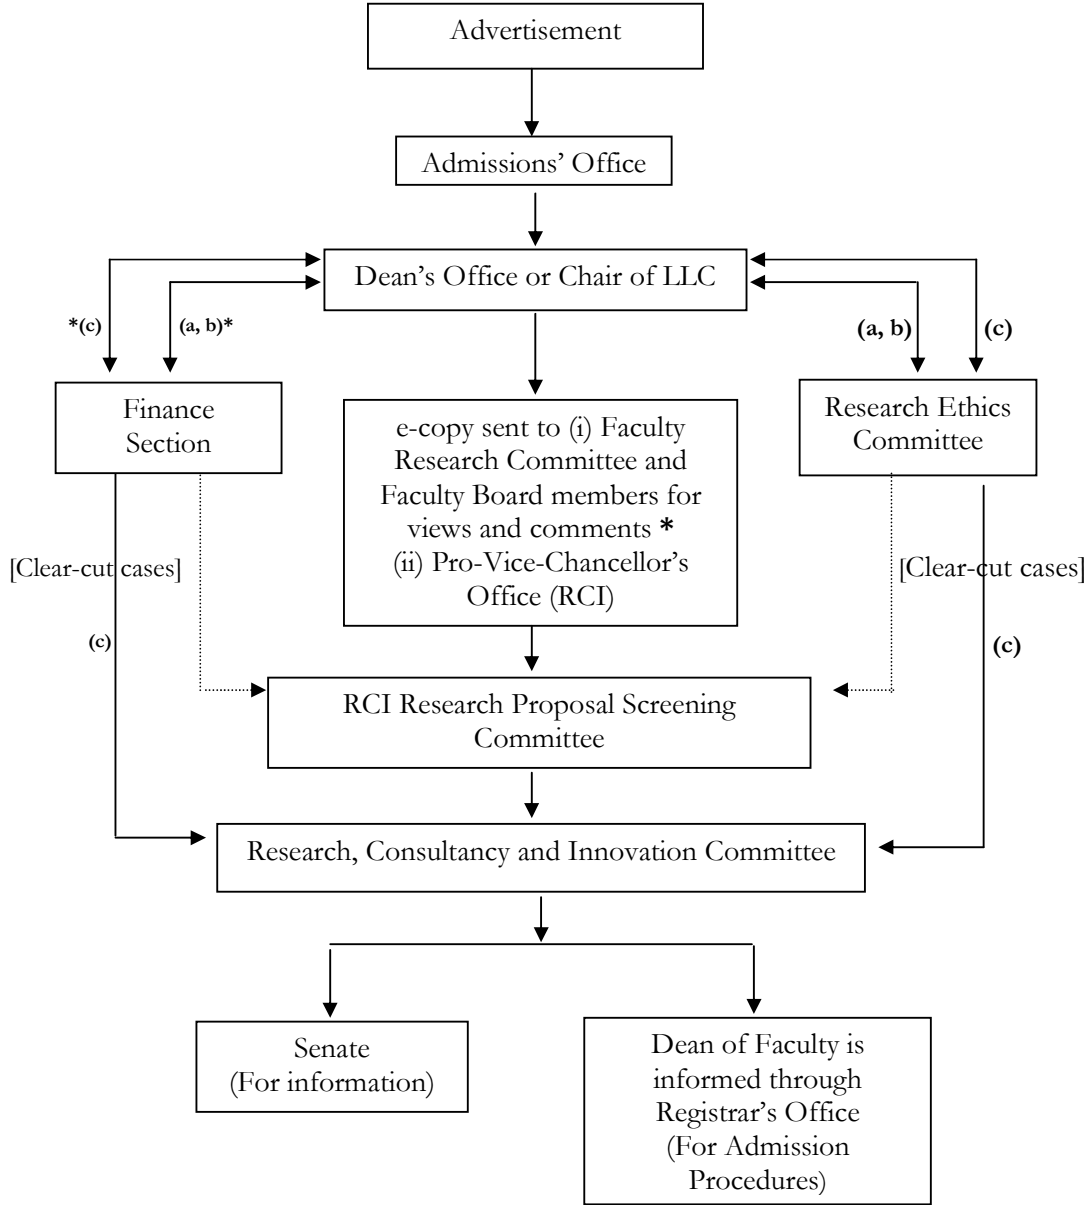 Advertisement
Admissions’ Office
Dean’s Office or Chair of LLC
*(c)
(a, b)*
(a, b)
(c)
Finance
Section
e-copy sent to (i) Faculty
Research Committee and
Faculty Board members for
views and comments *
(ii) Pro-Vice-Chancellor’s
Office (RCI)
Research Ethics
Committee
[Clear-cut cases]
[Clear-cut cases]
(c)
(c)
RCI Research Proposal Screening
Committee
Research, Consultancy and Innovation Committee
Senate
(For information)
Dean of Faculty is
informed through
Registrar’s Office
(For Admission
Procedures)